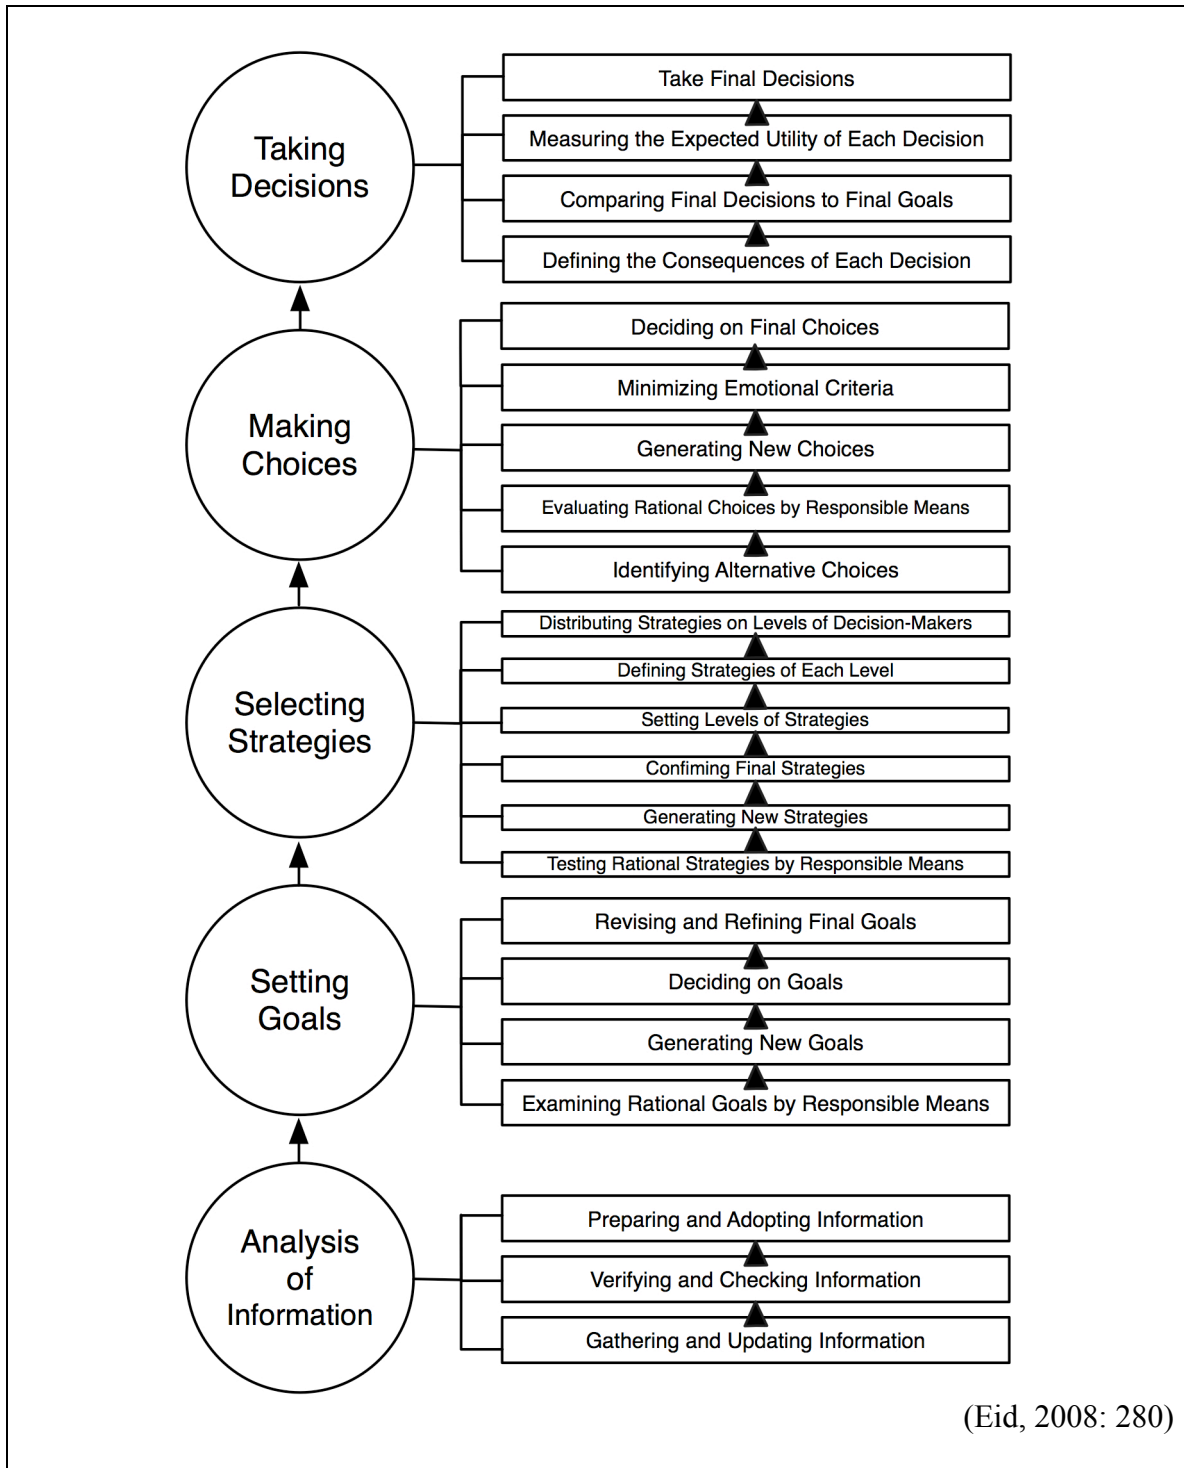 Taking
Decisions
Take Final Decisions
Measuring the Expected Utility of Each Decision
Comparing Final Decisions to Final Goals
Defining the Consequences of Each Decision
Making
Choices
Deciding on Final Choices
Minimizing Emotional Criteria
Generating New Choices
Evaluating Rational Choices by Responsible Means
Identifying Alternative Choices
Selecting
Strategies
Distributing Strategies on Levels of Decision-Makers
Defining Strategies of Each Level
Setting Levels of Strategies
Confiming Final Strategies
Generating New Strategies
Testing Rational Strategies by Responsible Means
Setting
Goals
Revising and Refining Final Goals
Deciding on Goals
Generating New Goals
Examining Rational Goals by Responsible Means
Analysis
of
Information
Preparing and Adopting Information
Verifying and Checking Information
Gathering and Updating Information
(Eid, 2008: 280)